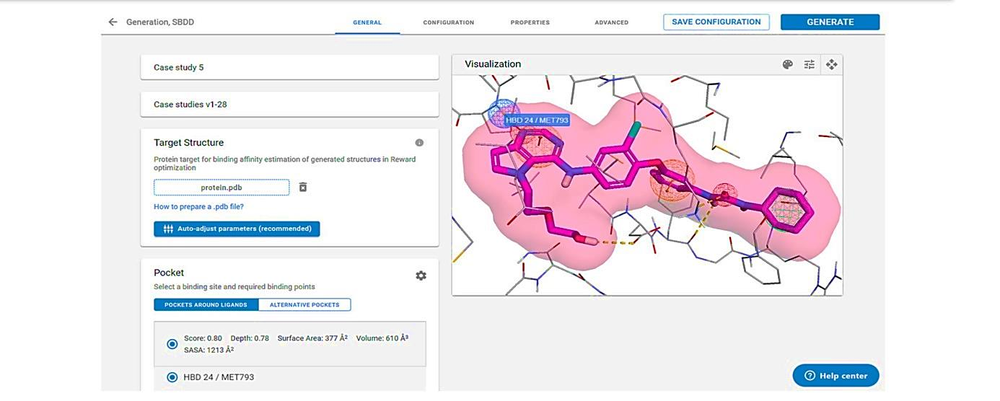 Generation, SBDD
GENERAL
CONFIGURATION
PROPERTIES
ADVANCED
SAVE CONFIGURATION
GENERATE
Case study 5
Case studies v1-28
Target Structure
Protein target for binding affinity estimation of generated structures in Reward
optimization
protein.pdb
How to prepare a .pdb file?
Auto-adjust parameters (recommended)
Pocket
Select a binding site and required binding points
POCKETS AROUND LIGANDS
ALTERNATIVE POCKETS
Score: 0.80 Depth: 0.78 Surface Area: 377 Å² Volume: 610 Å³
SASA: 1213 Å²
HBD 24 / MET793
Visualization
HBD 24 / MET793
Help center